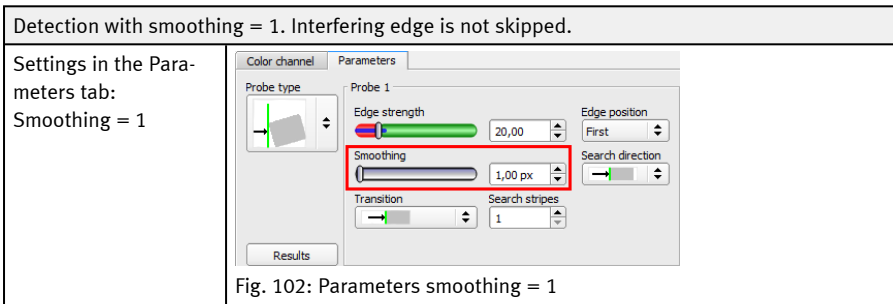 Detection with smoothing = 1. Interfering edge is not skipped.
Settings in the Para-
meters tab:
Smoothing = 1
Color channel Parameters
Probe type Probe 1
Edge strength Edge position
20,00 First
Smoothing Search direction
1,00 px
Transition Search stripes
1
Results
Fig. 102: Parameters smoothing = 1